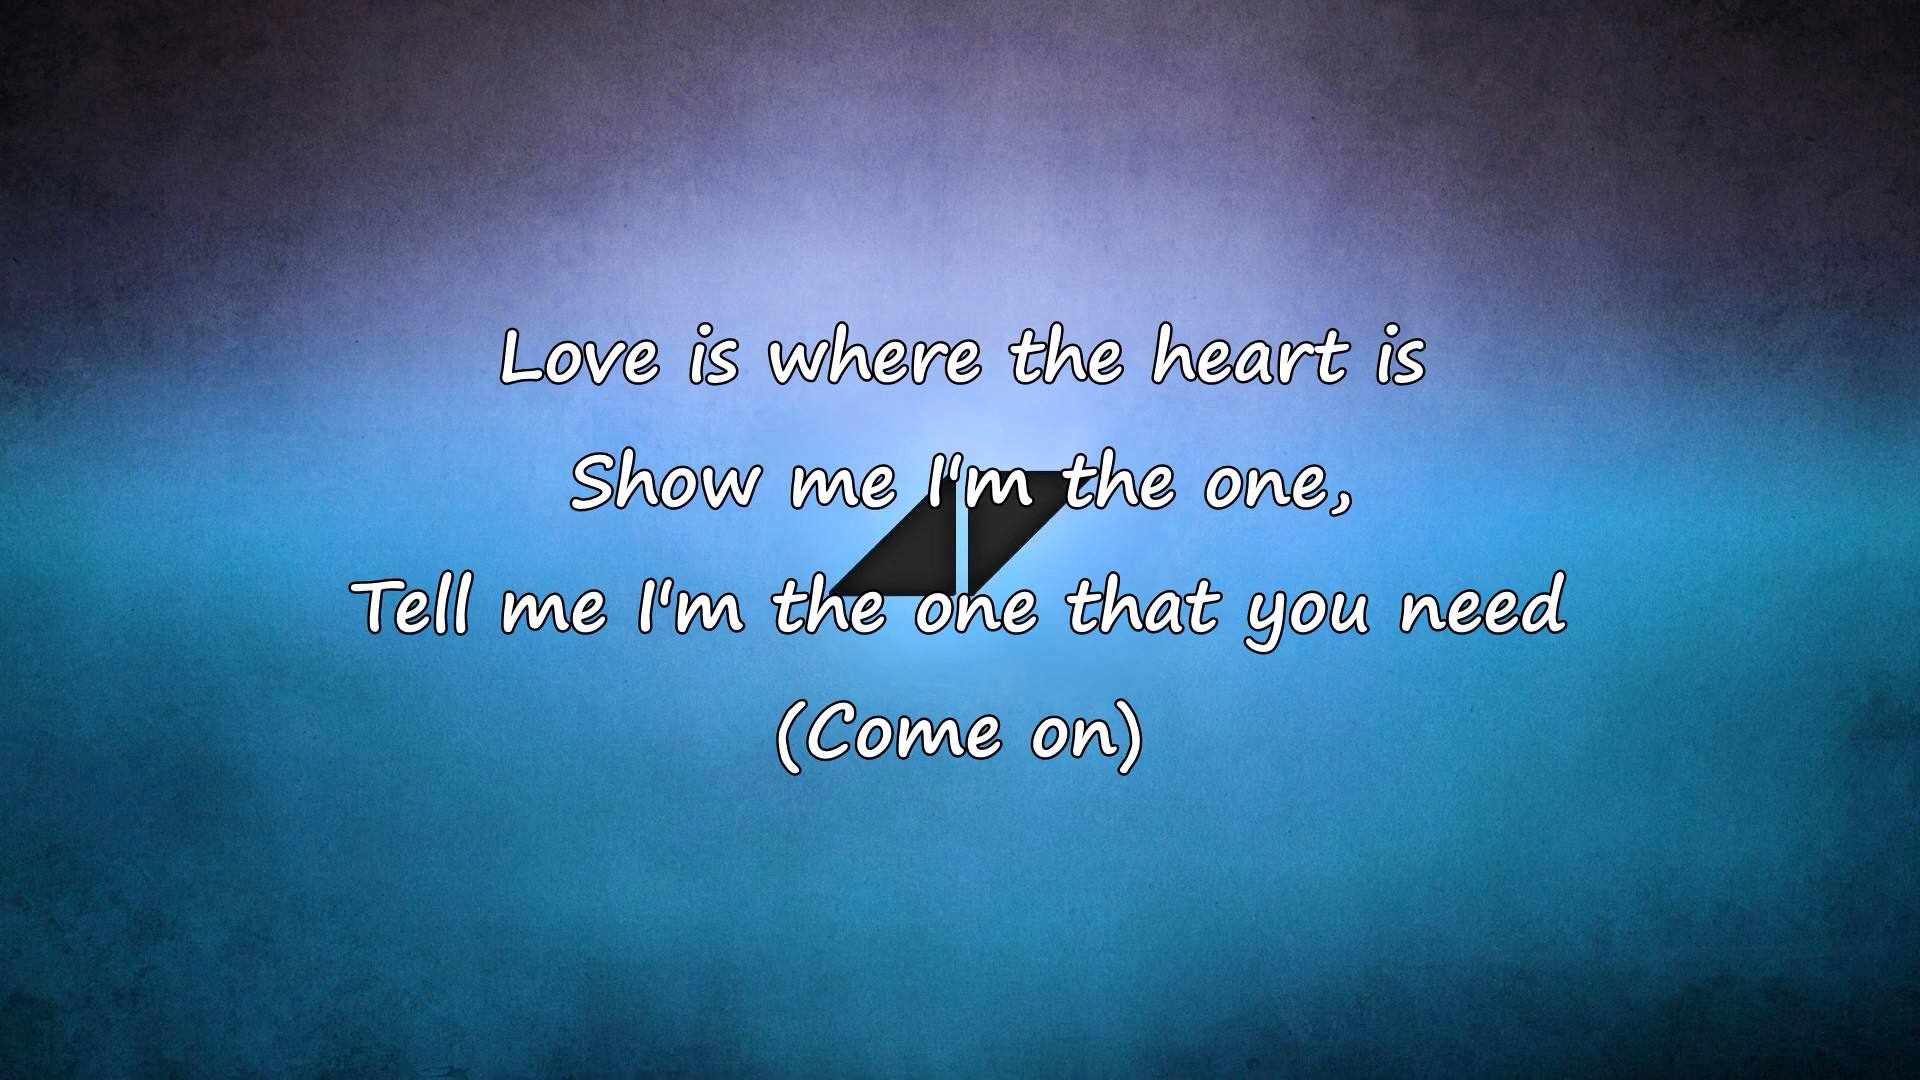 Love is where the heart is
Show me I'm the one,
Tell me I'm the one that you need
(Come on)